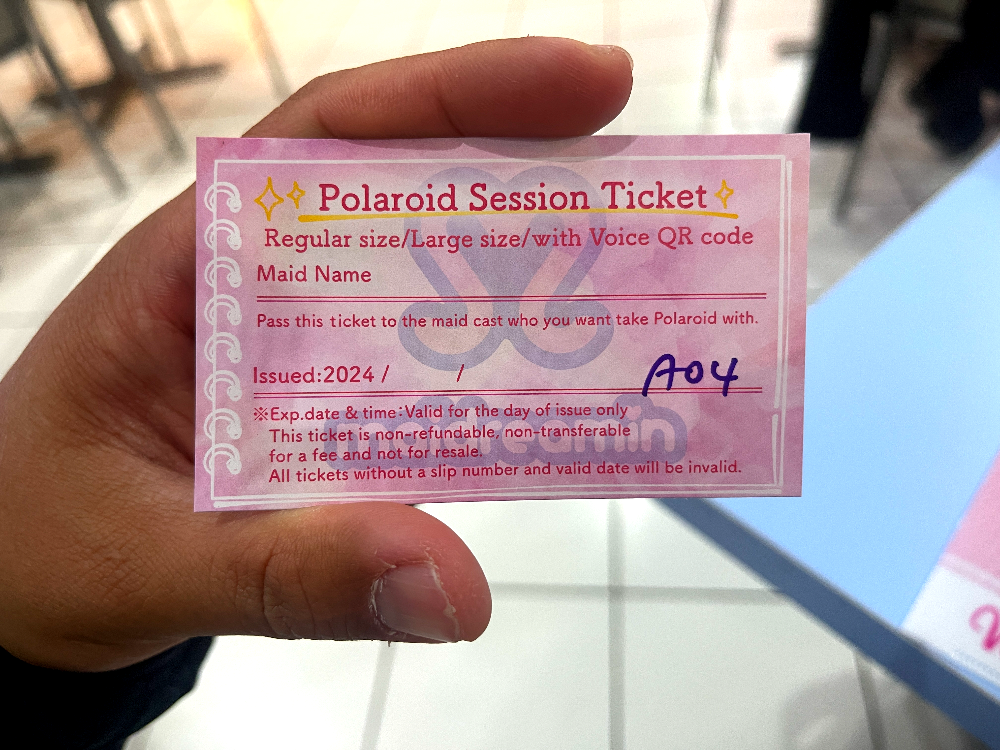 Polaroid Session Ticket
Regular size/Large size/with Voice QR code
Maid Name
Pass this ticket to the maid cast who you want take Polaroid with.
Issued:2024 / /
A04
※Exp.date & time:Valid for the day of issue only
This ticket is non-refundable, non-transferable
for a fee and not for resale.
All tickets without a slip number and valid date will be invalid.
maidreamin